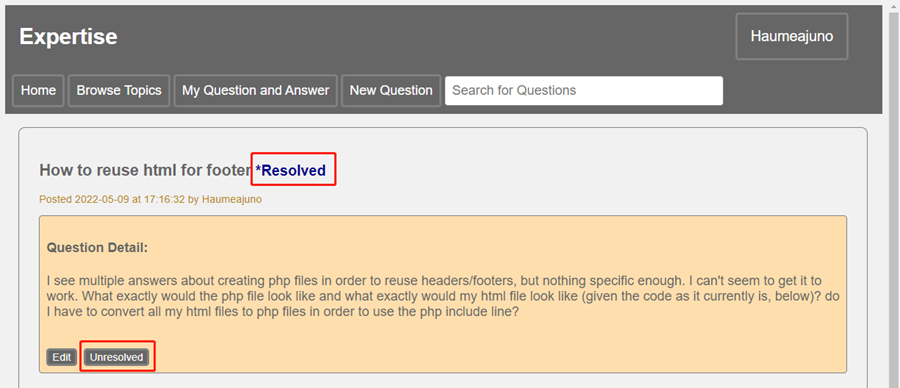 Expertise
Haumeajuno
Home
Browse Topics
My Question and Answer
New Question
Search for Questions
How to reuse html for footer *Resolved
Posted 2022-05-09 at 17:16:32 by Haumeajuno
Question Detail:
I see multiple answers about creating php files in order to reuse headers/footers, but nothing specific enough. I can't seem to get it to
work. What exactly would the php file look like and what exactly would my html file look like (given the code as it currently is, below)? do
I have to convert all my html files to php files in order to use the php include line?
Edit
Unresolved